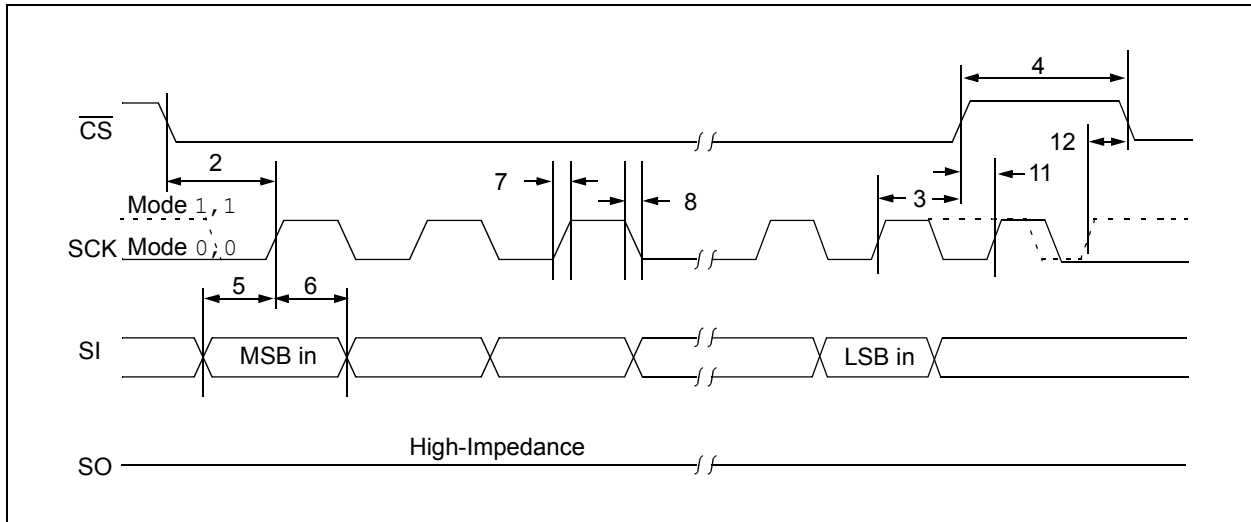 4
CS
12
2
7
8
3
11
Mode 1,1
SCK Mode 0,0
5
6
SI
MSB in
LSB in
High-Impedance
SO